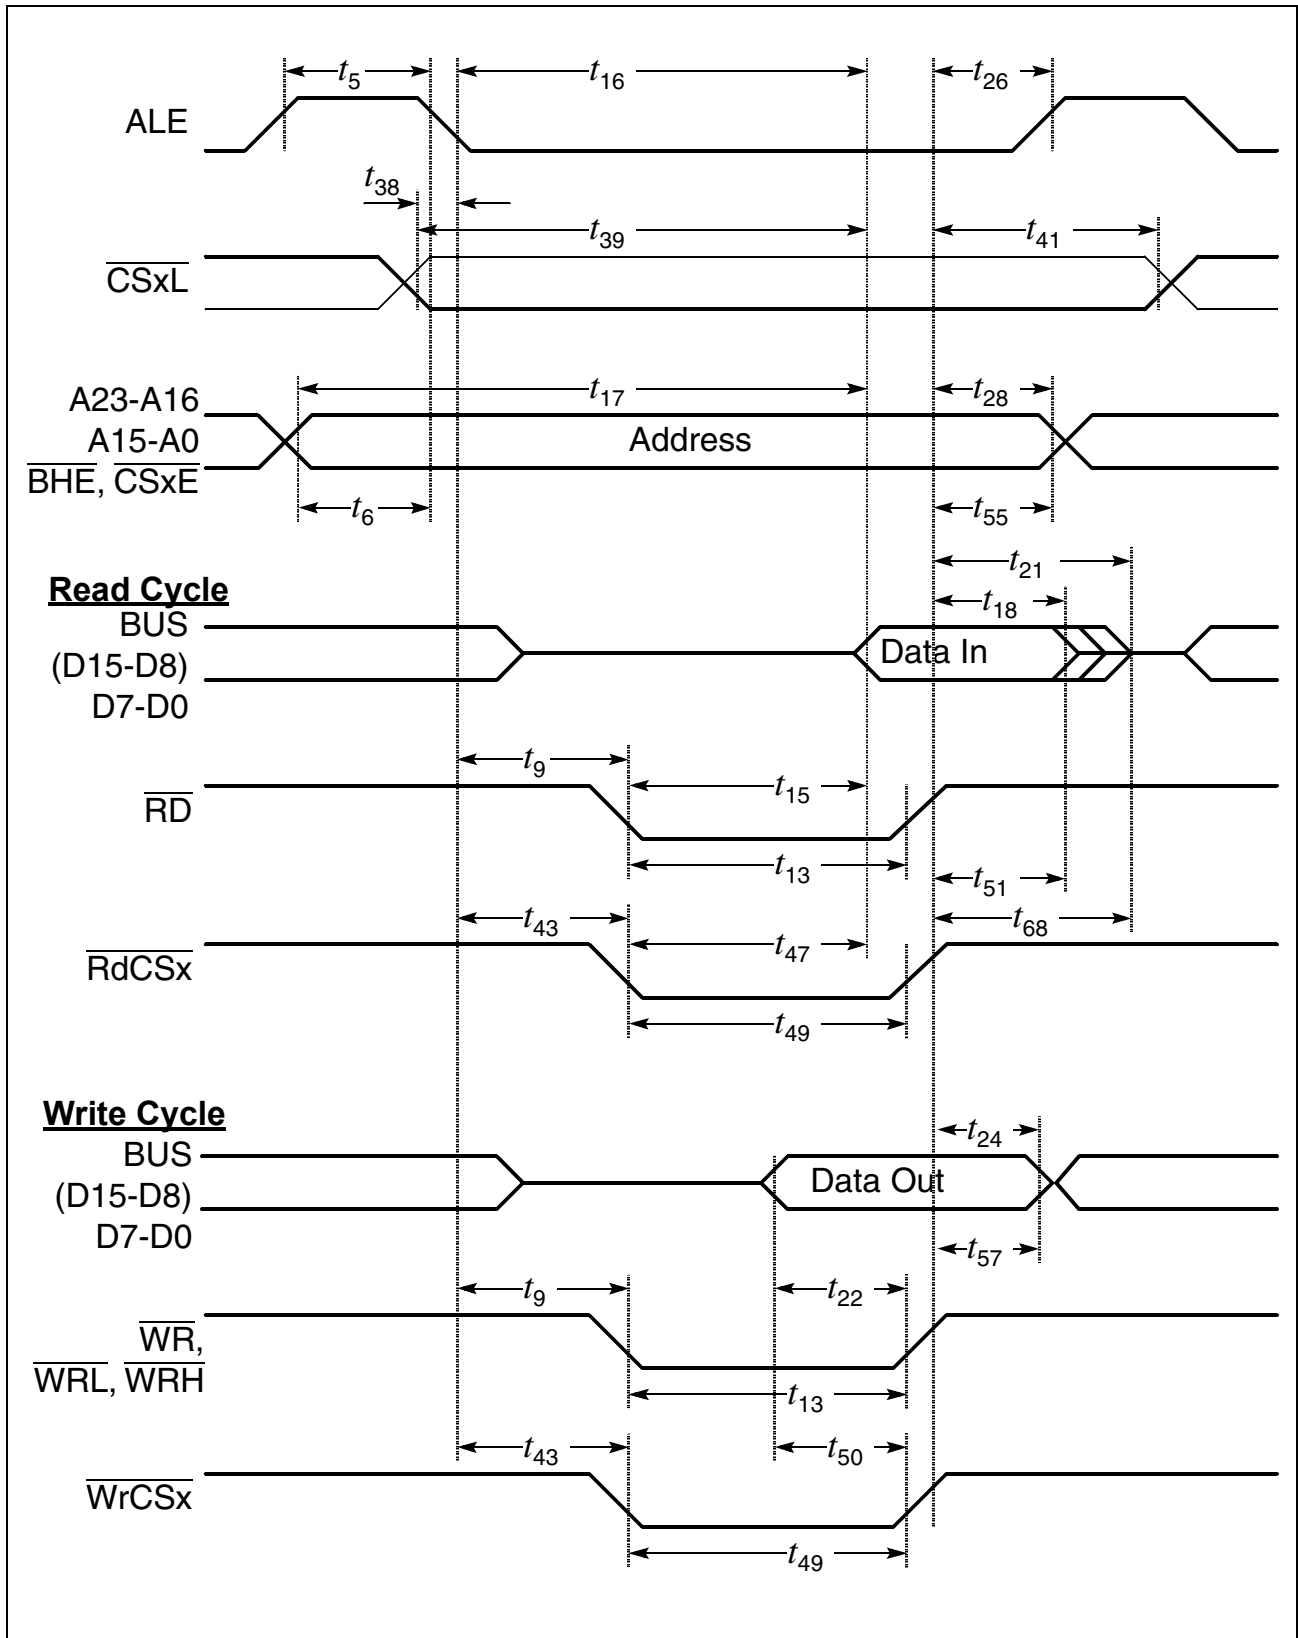 t5 t16 t26
ALE
t38
t39 t41
CSxL
t17 t28
A23-A16
A15-A0 Address
BHE, CSxE
t6 t55
t21
Read Cycle
t18
BUS
(D15-D8) Data In
D7-D0
t9
t15
RD
t13
t51
t43 t68
t47
RdCSx
t49
Write Cycle
t24
BUS
(D15-D8) Data Out
D7-D0
t57
t9 t22
WR,
WRL, WRH
t13
t43 t50
WrCSx
t49